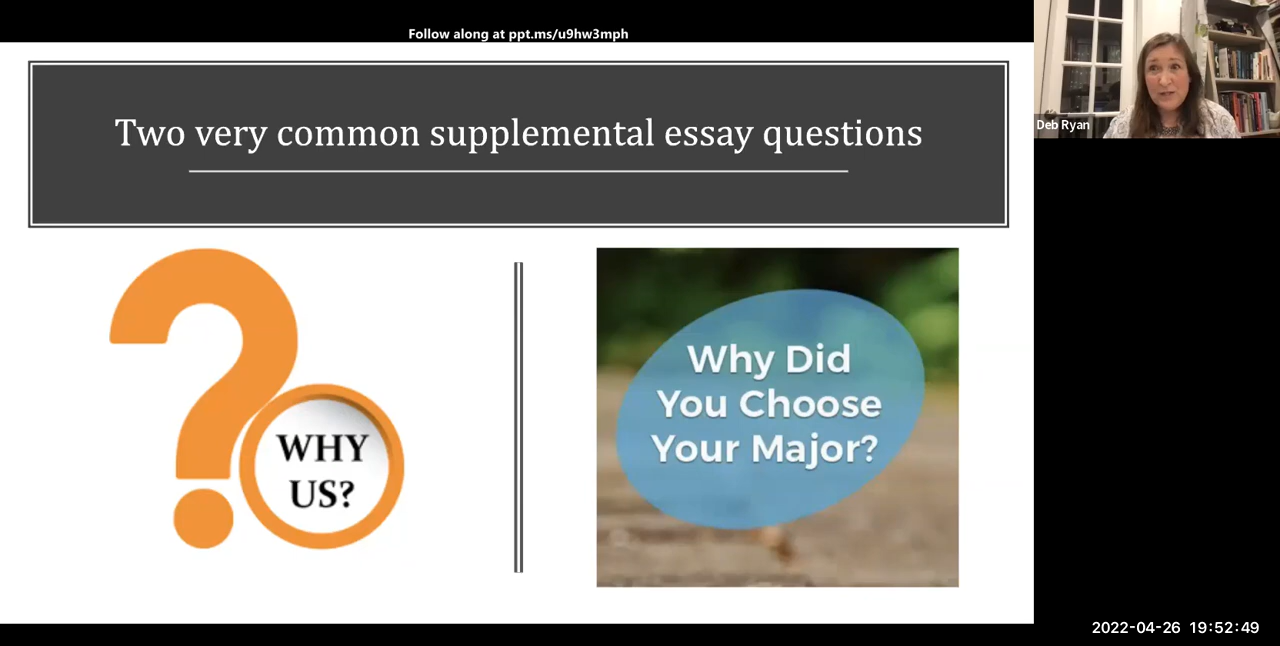 Follow along at ppt.ms/u9hw3mph
Two very common supplemental essay questions
WHY
US?
Why Did
You Choose
Your Major?
Deb Ryan
2022-04-26 19:52:49